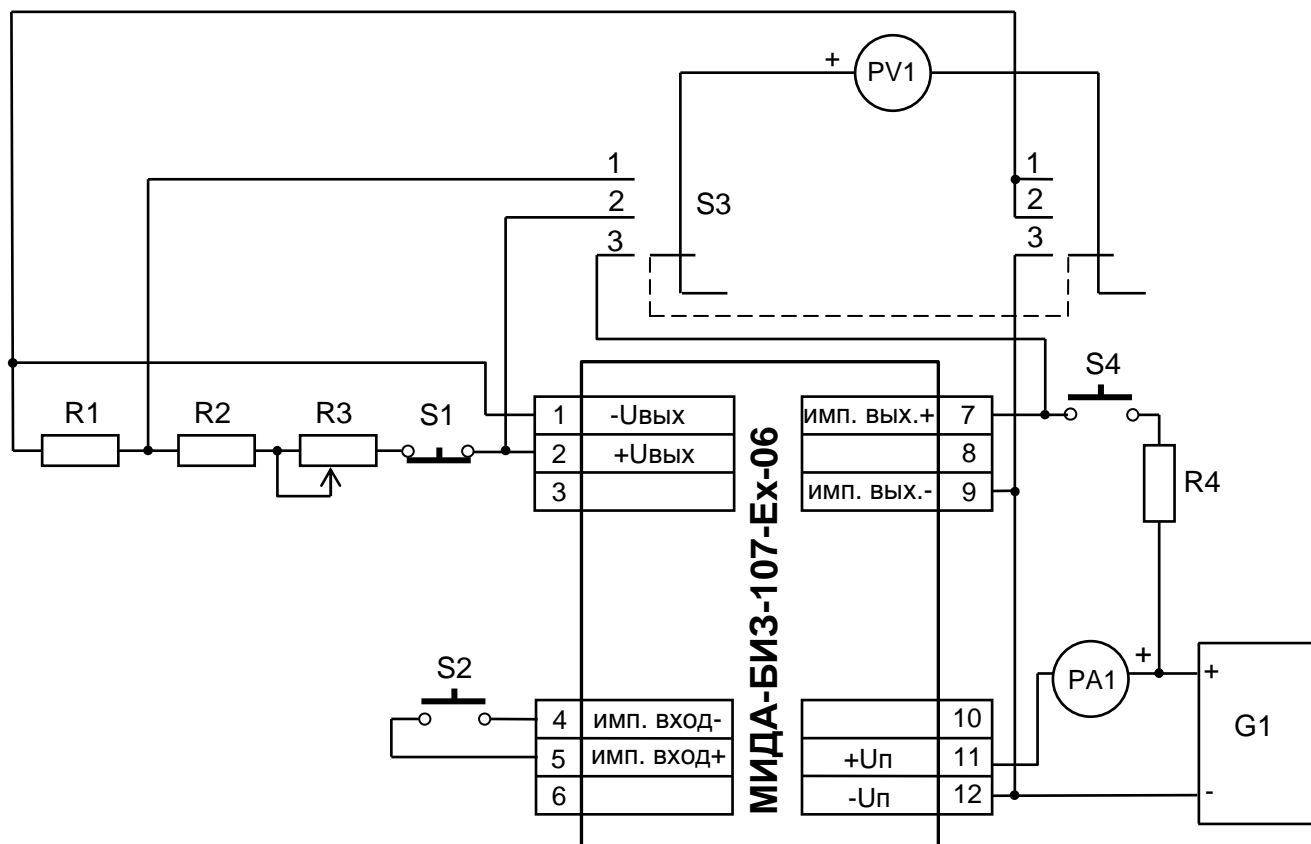 + PV1
1 1
2 S3 2
3 3
S4
R1 R2 R3 S1
1 -Uвых имп. вых.+ 7
2 +Uвых 8
3 имп. вых.- 9
R4
МИДА-БИЗ-107-Ex-06
S2
PA1 + +
4 имп. вход- 10
G1
5 имп. вход+ +Uп 11
6 -Uп 12 -